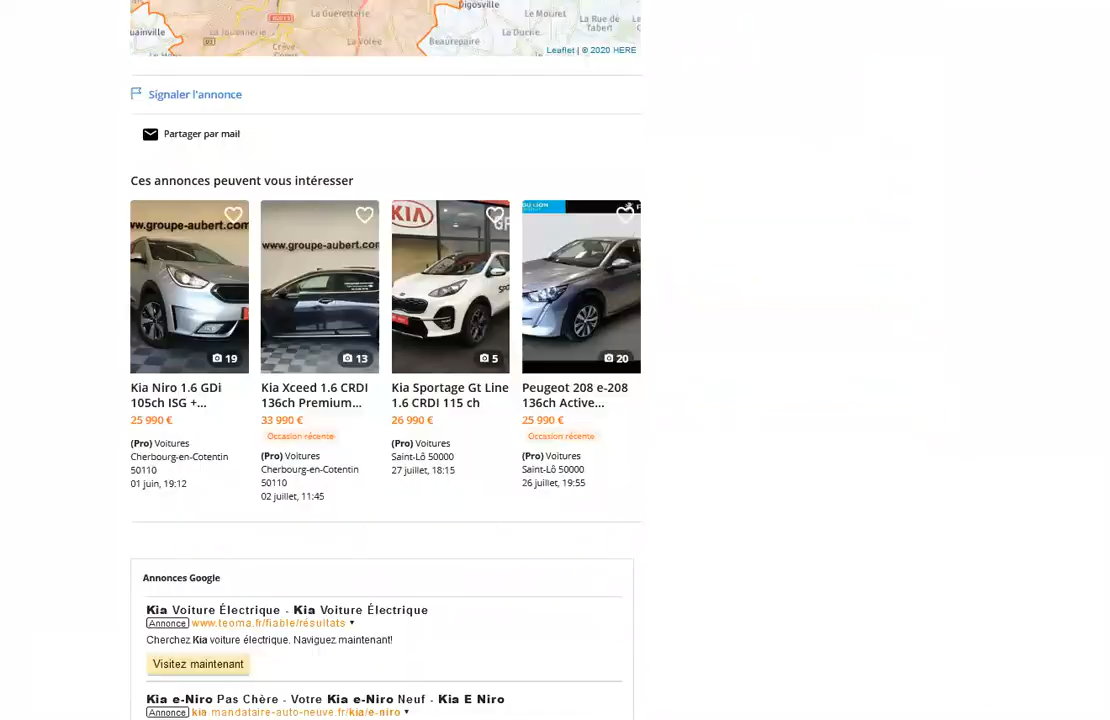 La Guéretterie
Digosville
Le Mouret
La Rue de
Tabert
uainville
La Jouannerie
Crève-
La Volée
Beaurepaire
La Duche
Leaflet | © 2020 HERE
Signaler l'annonce
Partager par mail
Ces annonces peuvent vous intéresser
www.groupe-aubert.com
www.groupe-aubert.com
KIA
DU LION
19
13
5
20
Kia Niro 1.6 GDi
105ch ISG +...
25 990 €
(Pro) Voitures
Cherbourg-en-Cotentin
50110
01 juin, 19:12
Kia Xceed 1.6 CRDI
136ch Premium...
33 990 €
Occasion récente
(Pro) Voitures
Cherbourg-en-Cotentin
50110
02 juillet, 11:45
Kia Sportage Gt Line
1.6 CRDI 115 ch
26 990 €
(Pro) Voitures
Saint-Lô 50000
27 juillet, 18:15
Peugeot 208 e-208
136ch Active...
25 990 €
Occasion récente
(Pro) Voitures
Saint-Lô 50000
26 juillet, 19:55
Annonces Google
Kia Voiture Électrique - Kia Voiture Électrique
Annonce www.teoma.fr/fiable/résultats
Cherchez Kia voiture électrique. Naviguez maintenant!
Visitez maintenant
Kia e-Niro Pas Chère - Votre Kia e-Niro Neuf - Kia E Niro
Annonce kia.mandataire-auto-neuve.fr/kia/e-niro